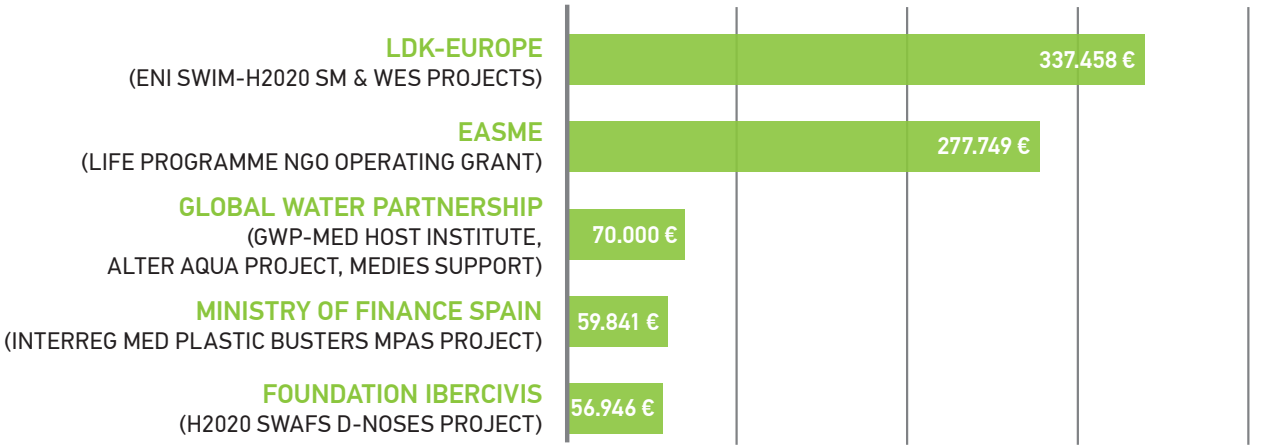 LDK-EUROPE
(ENI SWIM-H2020 SM & WES PROJECTS)
337.458 €
EASME
(LIFE PROGRAMME NGO OPERATING GRANT)
277.749 €
GLOBAL WATER PARTNERSHIP
(GWP-MED HOST INSTITUTE,
ALTER AQUA PROJECT, MEDIES SUPPORT)
70.000 €
MINISTRY OF FINANCE SPAIN
(INTERREG MED PLASTIC BUSTERS MPAS PROJECT)
59.841 €
FOUNDATION IBERCIVIS
(H2020 SWAFS D-NOSES PROJECT)
56.946 €